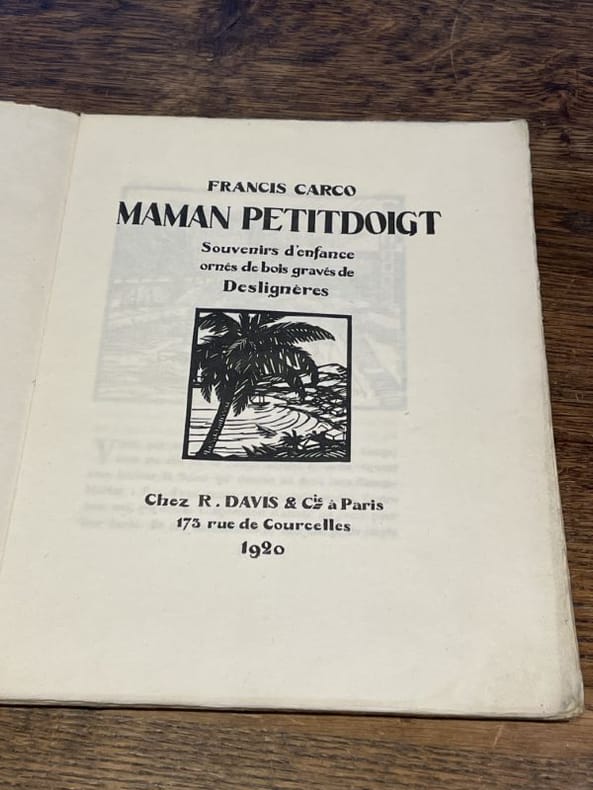 FRANCIS CARCO
MAMAN PETITDOIGT
Souvenirs d'enfance
ornés de bois gravés de
Deslignères
Chez R. DAVIS & Cie à Paris
173 rue de Courcelles
1920